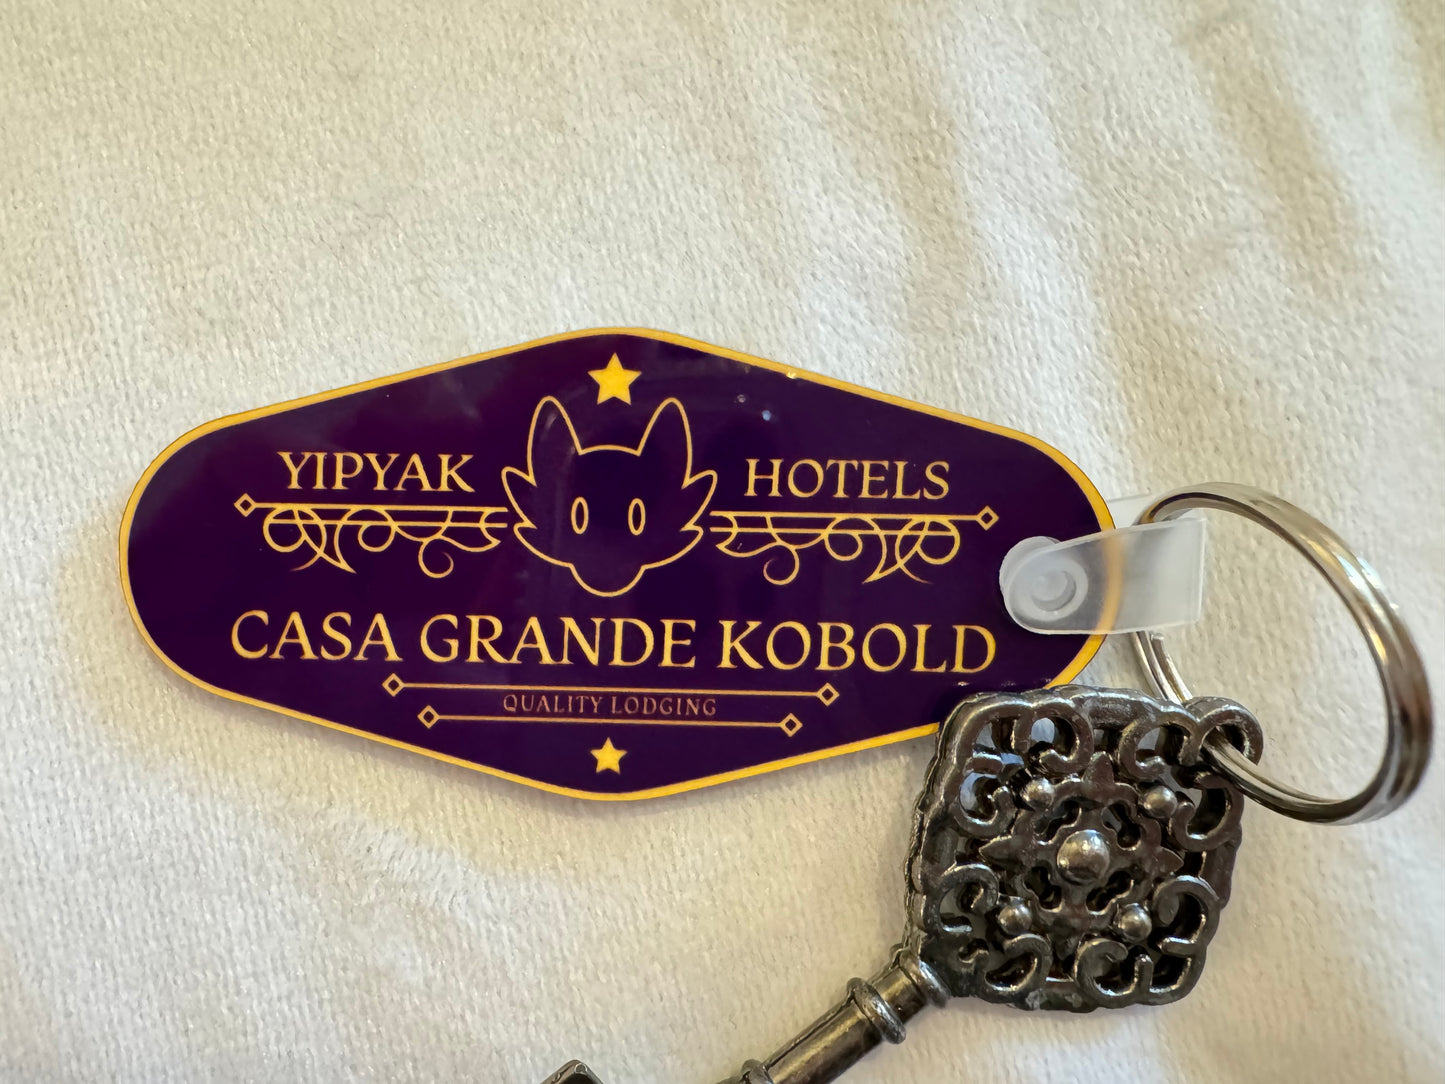 YIPYAK HOTELS
CASA GRANDE KOBOLD
QUALITY LODGING